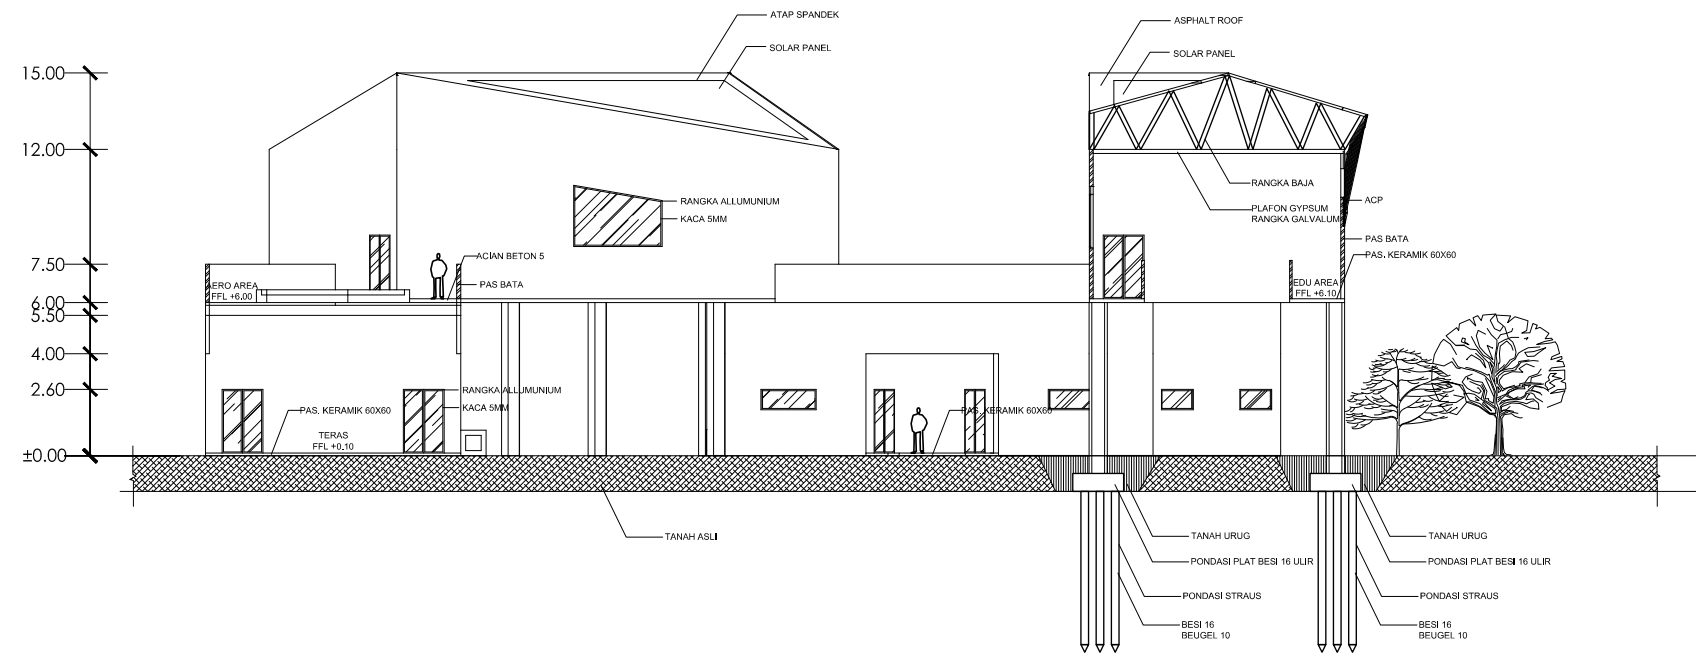 ATAP SPANDEK
SOLAR PANEL
ASPHALT ROOF
SOLAR PANEL
15.00
12.00
RANGKA BAJA
RANGKA ALLUMUNIUM
KACA 5MM
PLAFON GYPSUM
RANGKA GALVALUM
ACP
PAS BATA
PAS. KERAMIK 60X60
7.50
ACIAN BETON 5
PAS BATA
AERO AREA
FFL +6.00
EDU AREA
FFL +6.10
6.00
5.50
4.00
2.60
RANGKA ALLUMUNIUM
KACA 5MM
PAS. KERAMIK 60X60
PAS. KERAMIK 60X60
TERAS
FFL +0.10
±0.00
TANAH ASLI
TANAH URUG
TANAH URUG
PONDASI PLAT BESI 16 ULIR
PONDASI PLAT BESI 16 ULIR
PONDASI STRAUS
PONDASI STRAUS
BESI 16
BEUGEL 10
BESI 16
BEUGEL 10